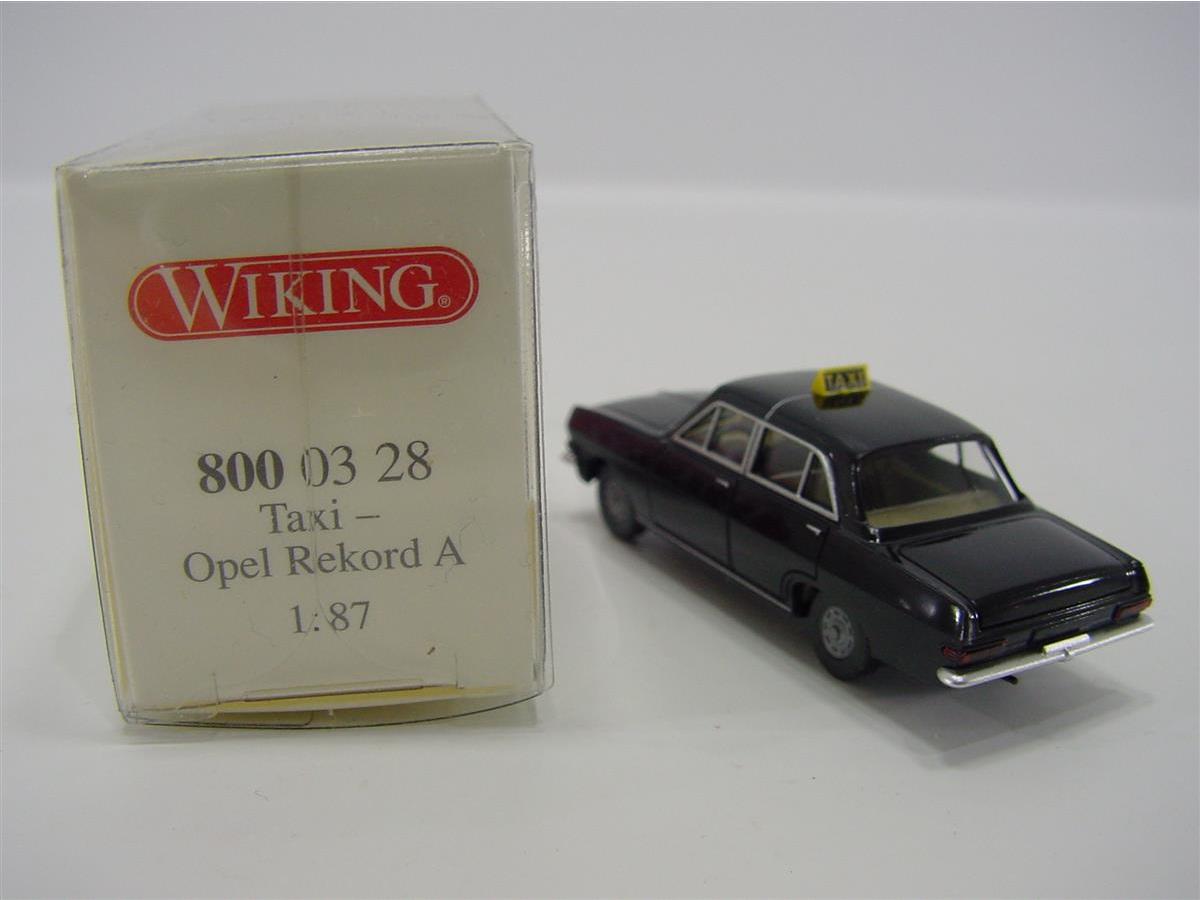 WIKING®
800 03 28
Taxi –
Opel Rekord A
1:87
TAXI